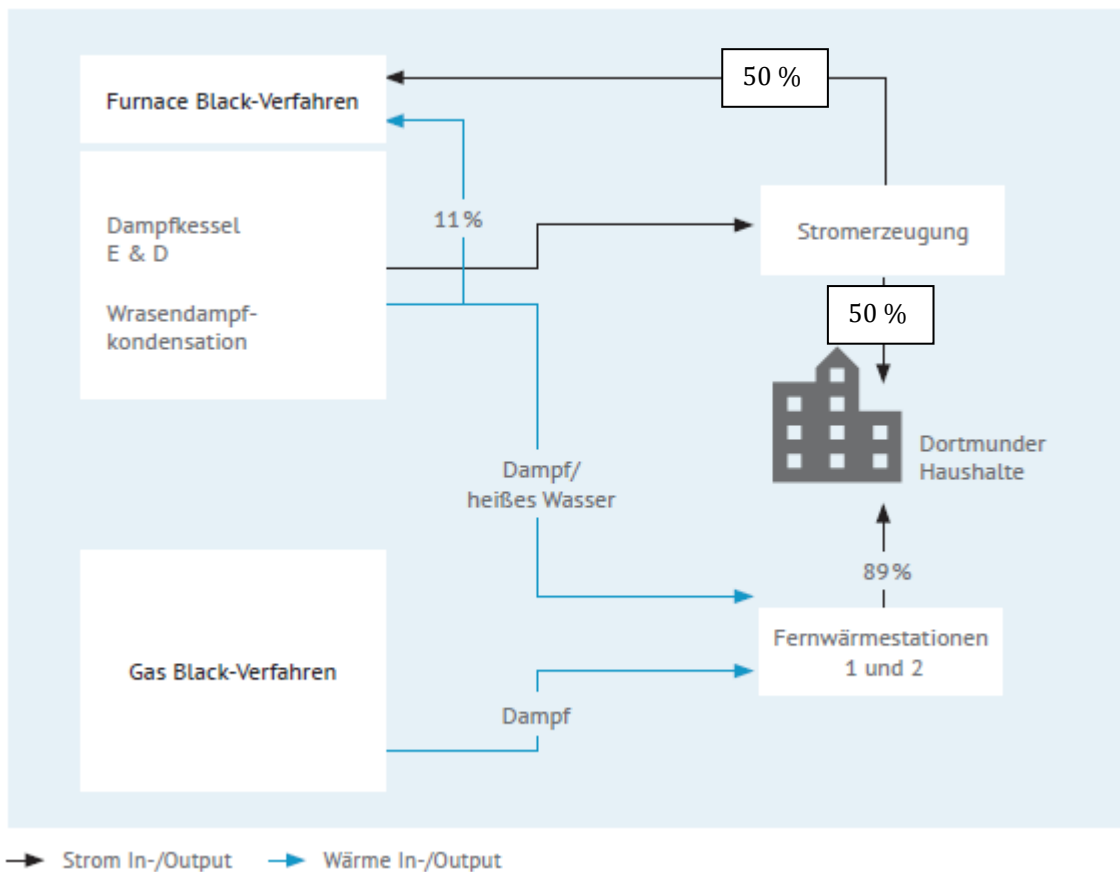 50 %
Furnace Black-Verfahren
11 %
Dampfkessel
E & D
Stromerzeugung
Wrasendampf-
kondensation
50 %
Dortmunder
Haushalte
Dampf/
heißes Wasser
89 %
Fernwärmestationen
1 und 2
Gas Black-Verfahren
Dampf
Strom In-/Output
Wärme In-/Output